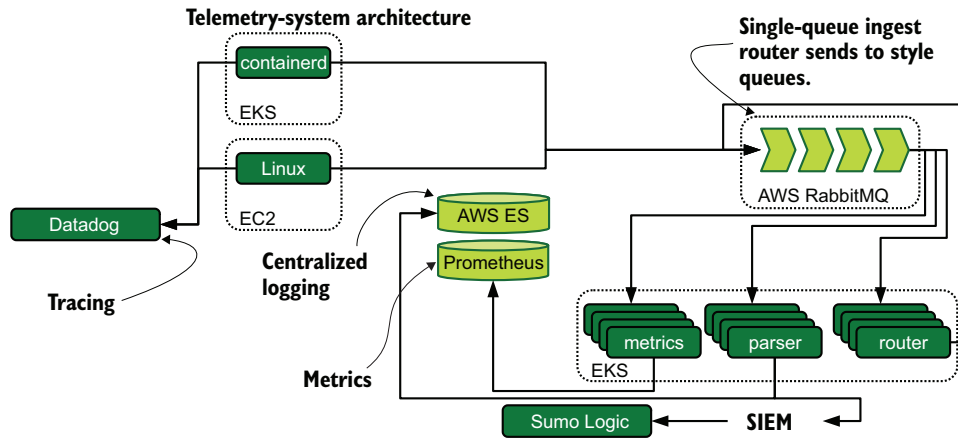 Telemetry-system architecture
Single-queue ingest
router sends to style
queues.
containerd
EKS
Linux
EC2
AWS RabbitMQ
Datadog
AWS ES
Prometheus
Centralized
logging
Tracing
Metrics
metrics
parser
router
EKS
Sumo Logic
SIEM